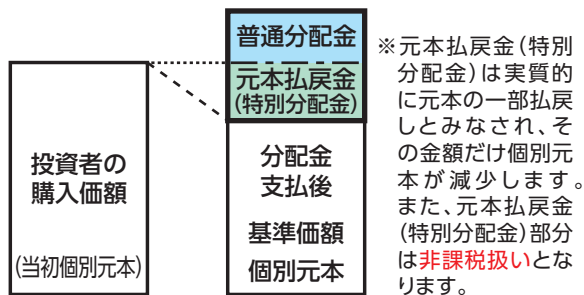 投資者の
購入価額
(当初個別元本)
普通分配金
元本払戻金
(特別分配金)
分配金
支払後
基準価額
個別元本
※元本払戻金(特別
分配金)は実質的
に元本の一部払戻
しとみなされ、そ
の金額だけ個別元
本が減少します。
また、元本払戻金
(特別分配金)部分
は非課税扱いとな
ります。